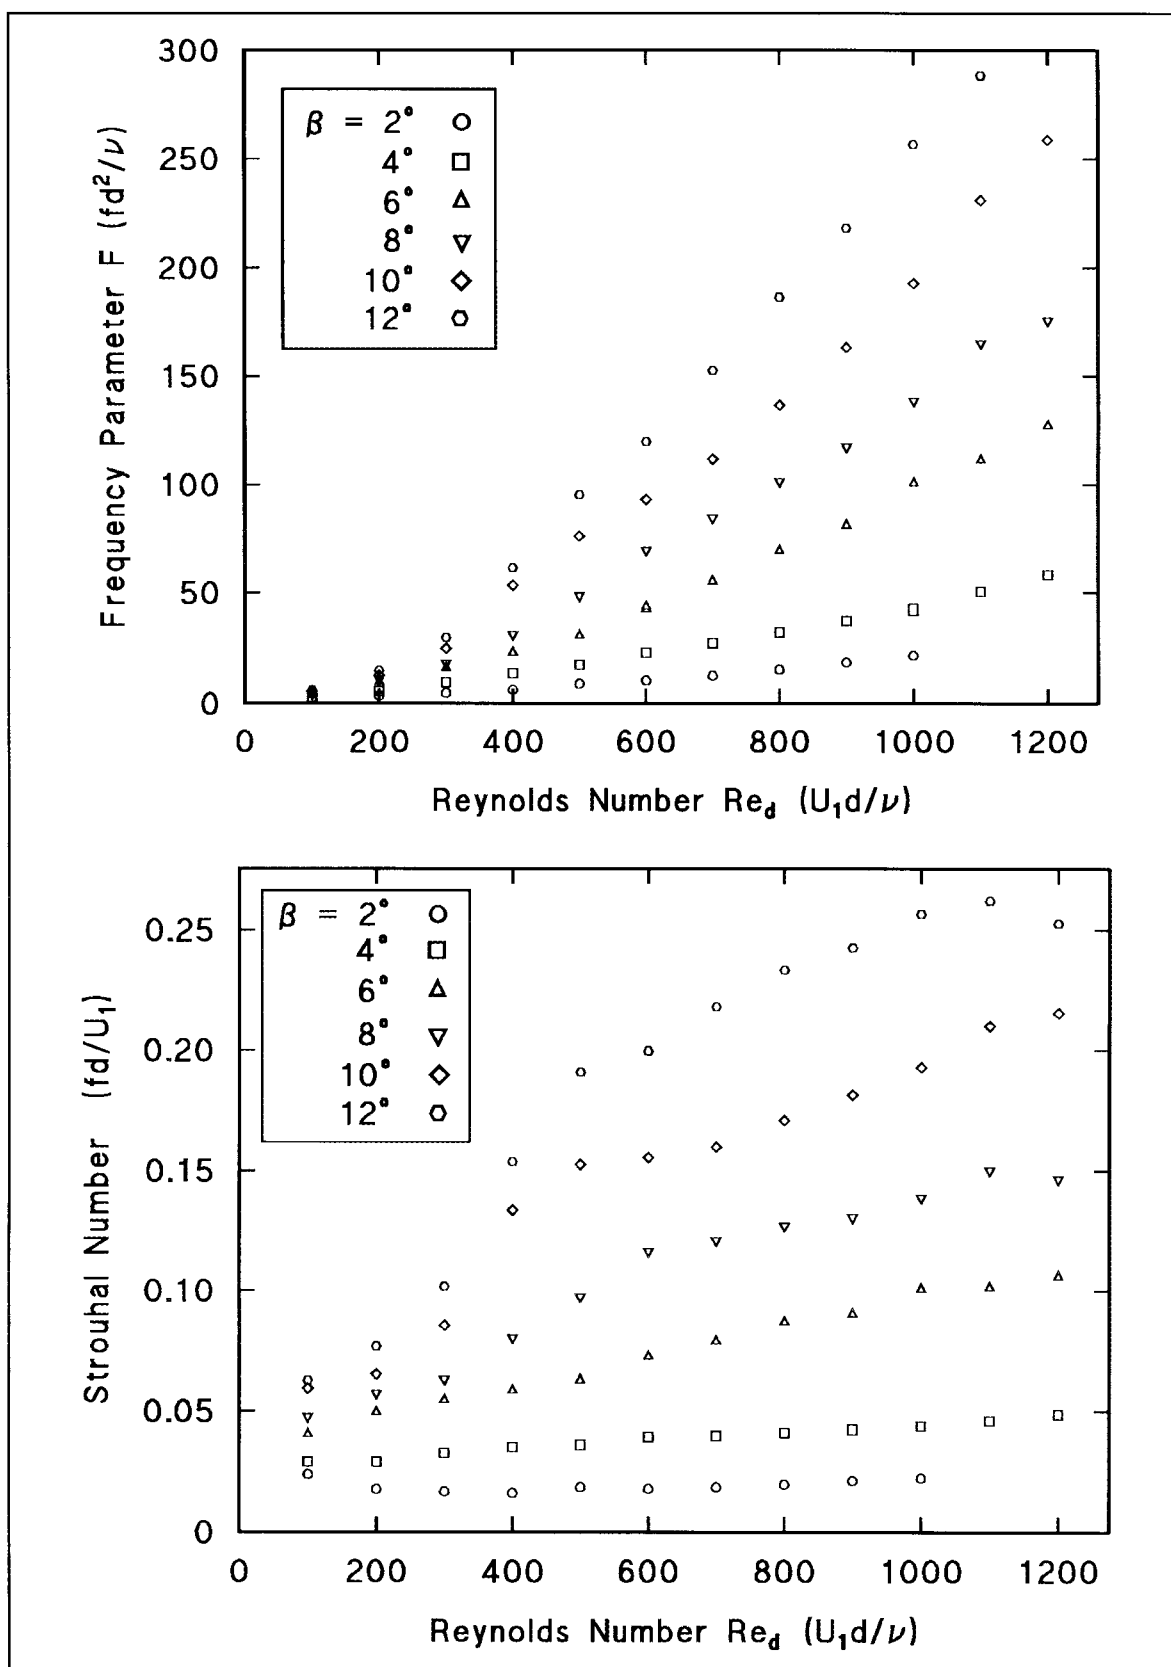 300
250
200
150
100
50
0
Frequency Parameter F (fd²/ν)
β = 2°
4°
6°
8°
10°
12°
0 200 400 600 800 1000 1200
Reynolds Number Re_d (U₁d/ν)
0.25
0.20
0.15
0.10
0.05
0
Strouhal Number (fd/U₁)
β = 2°
4°
6°
8°
10°
12°
0 200 400 600 800 1000 1200
Reynolds Number Re_d (U₁d/ν)